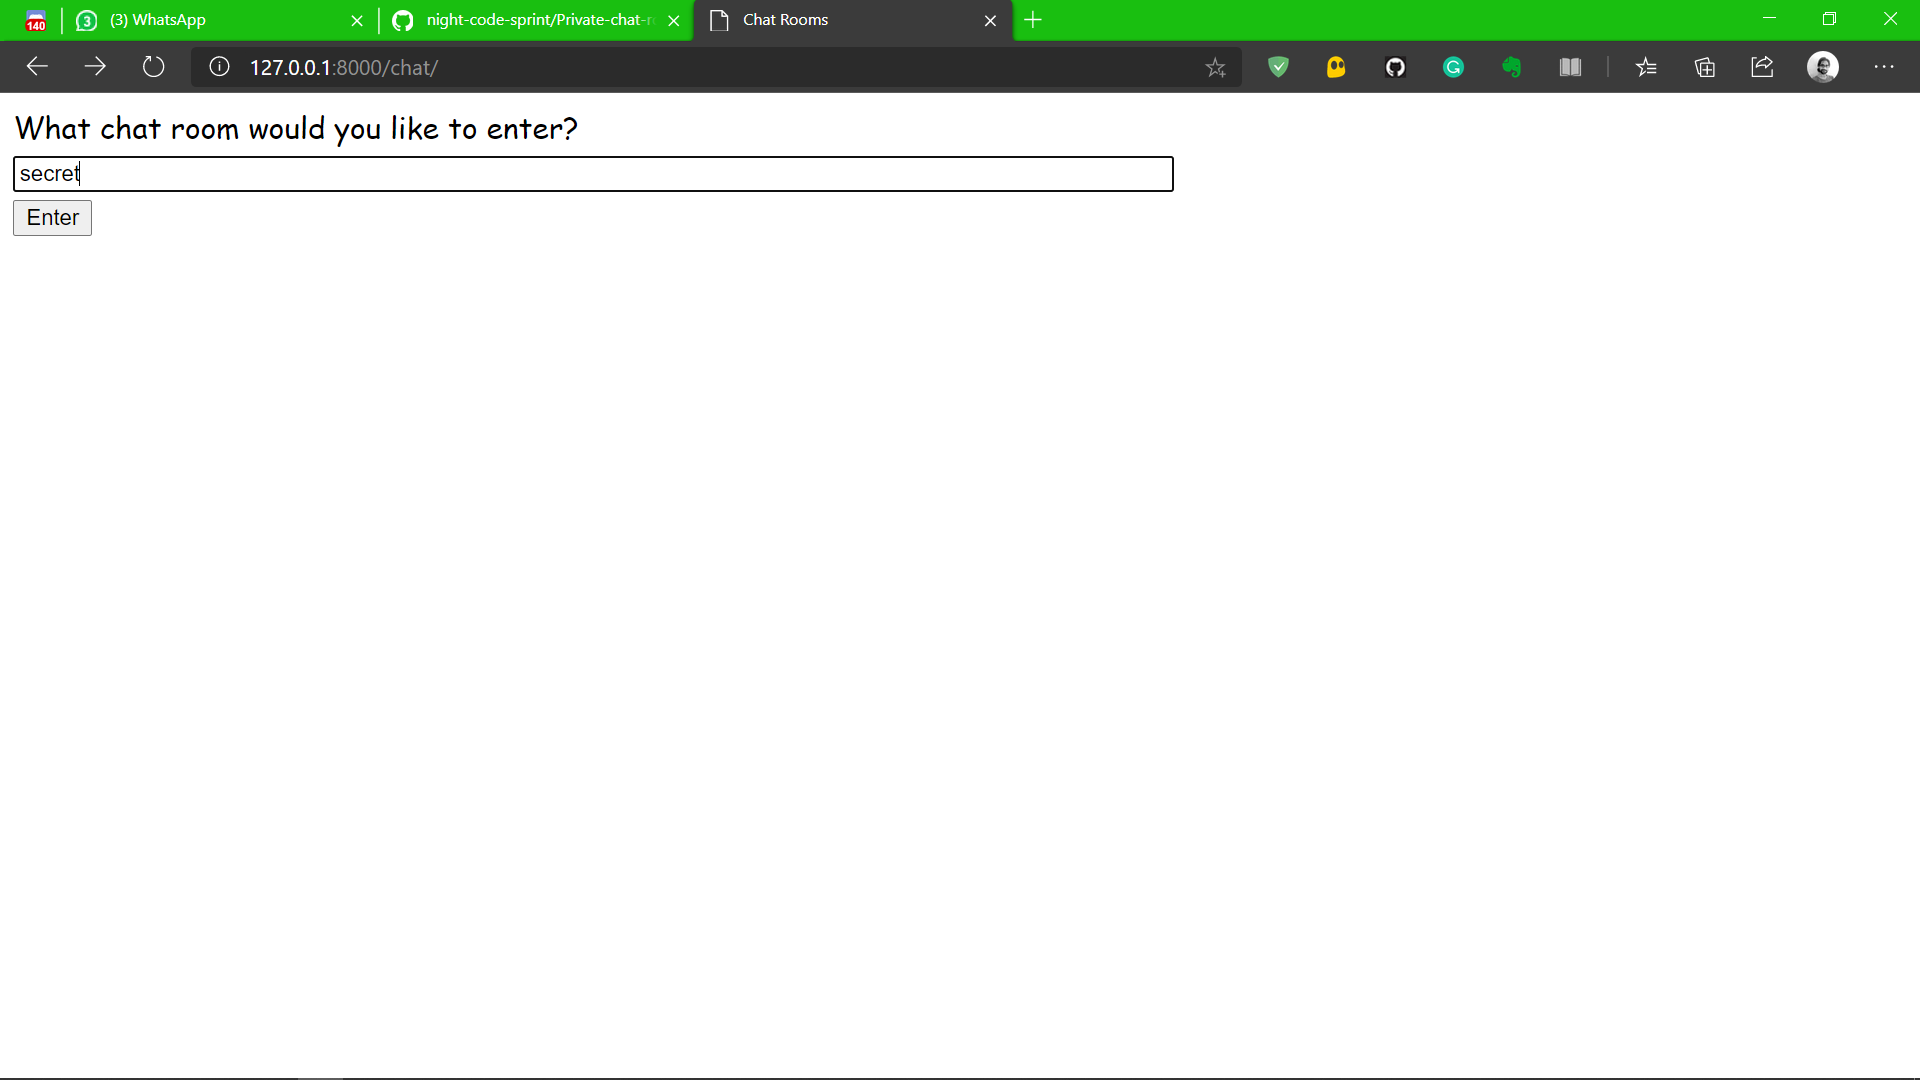 140
3
(3) WhatsApp
night-code-sprint/Private-chat-r
Chat Rooms
127.0.0.1:8000/chat/
G
What chat room would you like to enter?
secret
Enter